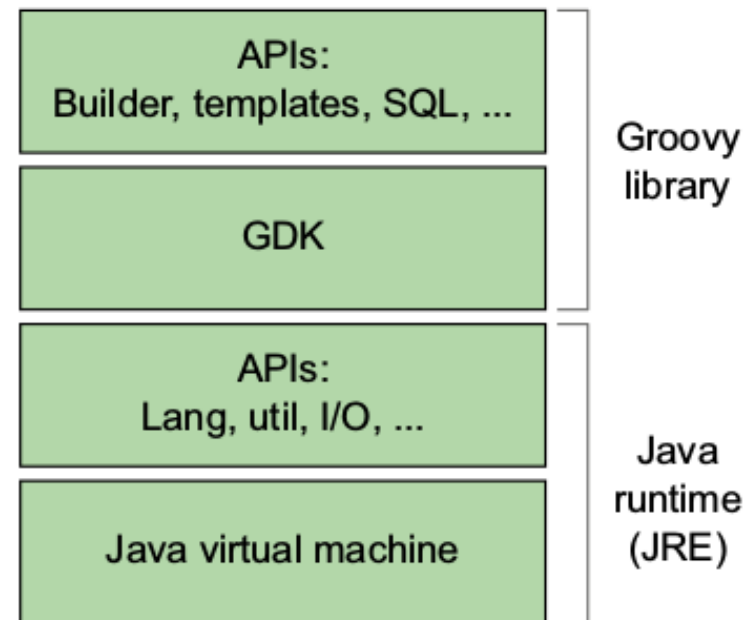 APIs:
Builder, templates, SQL, ...
Groovy
library
GDK
APIs:
Lang, util, I/O, ...
Java
runtime
(JRE)
Java virtual machine